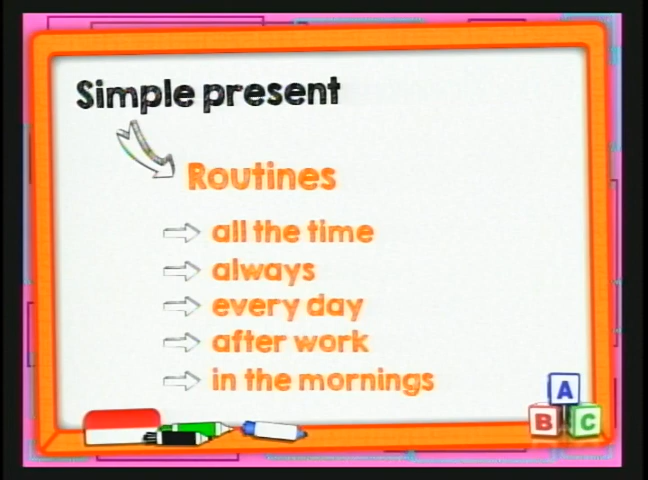 Simple present
Routines
all the time
always
every day
after work
in the mornings
A
B C